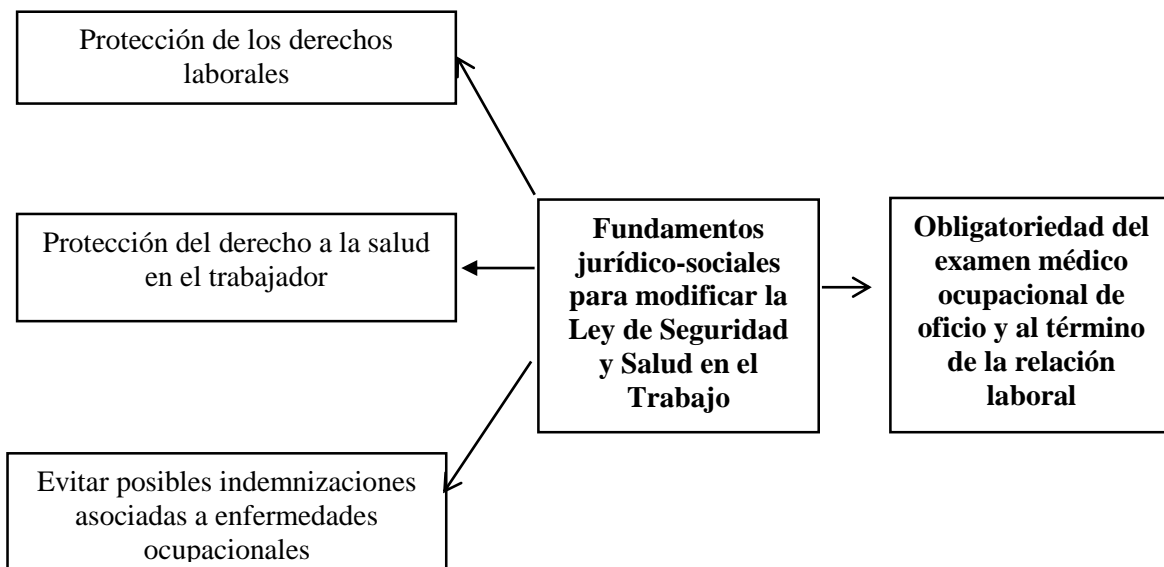 Protección de los derechos
laborales
Protección del derecho a la salud
en el trabajador
Evitar posibles indemnizaciones
asociadas a enfermedades
ocupacionales
Fundamentos
jurídico-sociales
para modificar la
Ley de Seguridad
y Salud en el
Trabajo
Obligatoriedad del
examen médico
ocupacional de
oficio y al término
de la relación
laboral